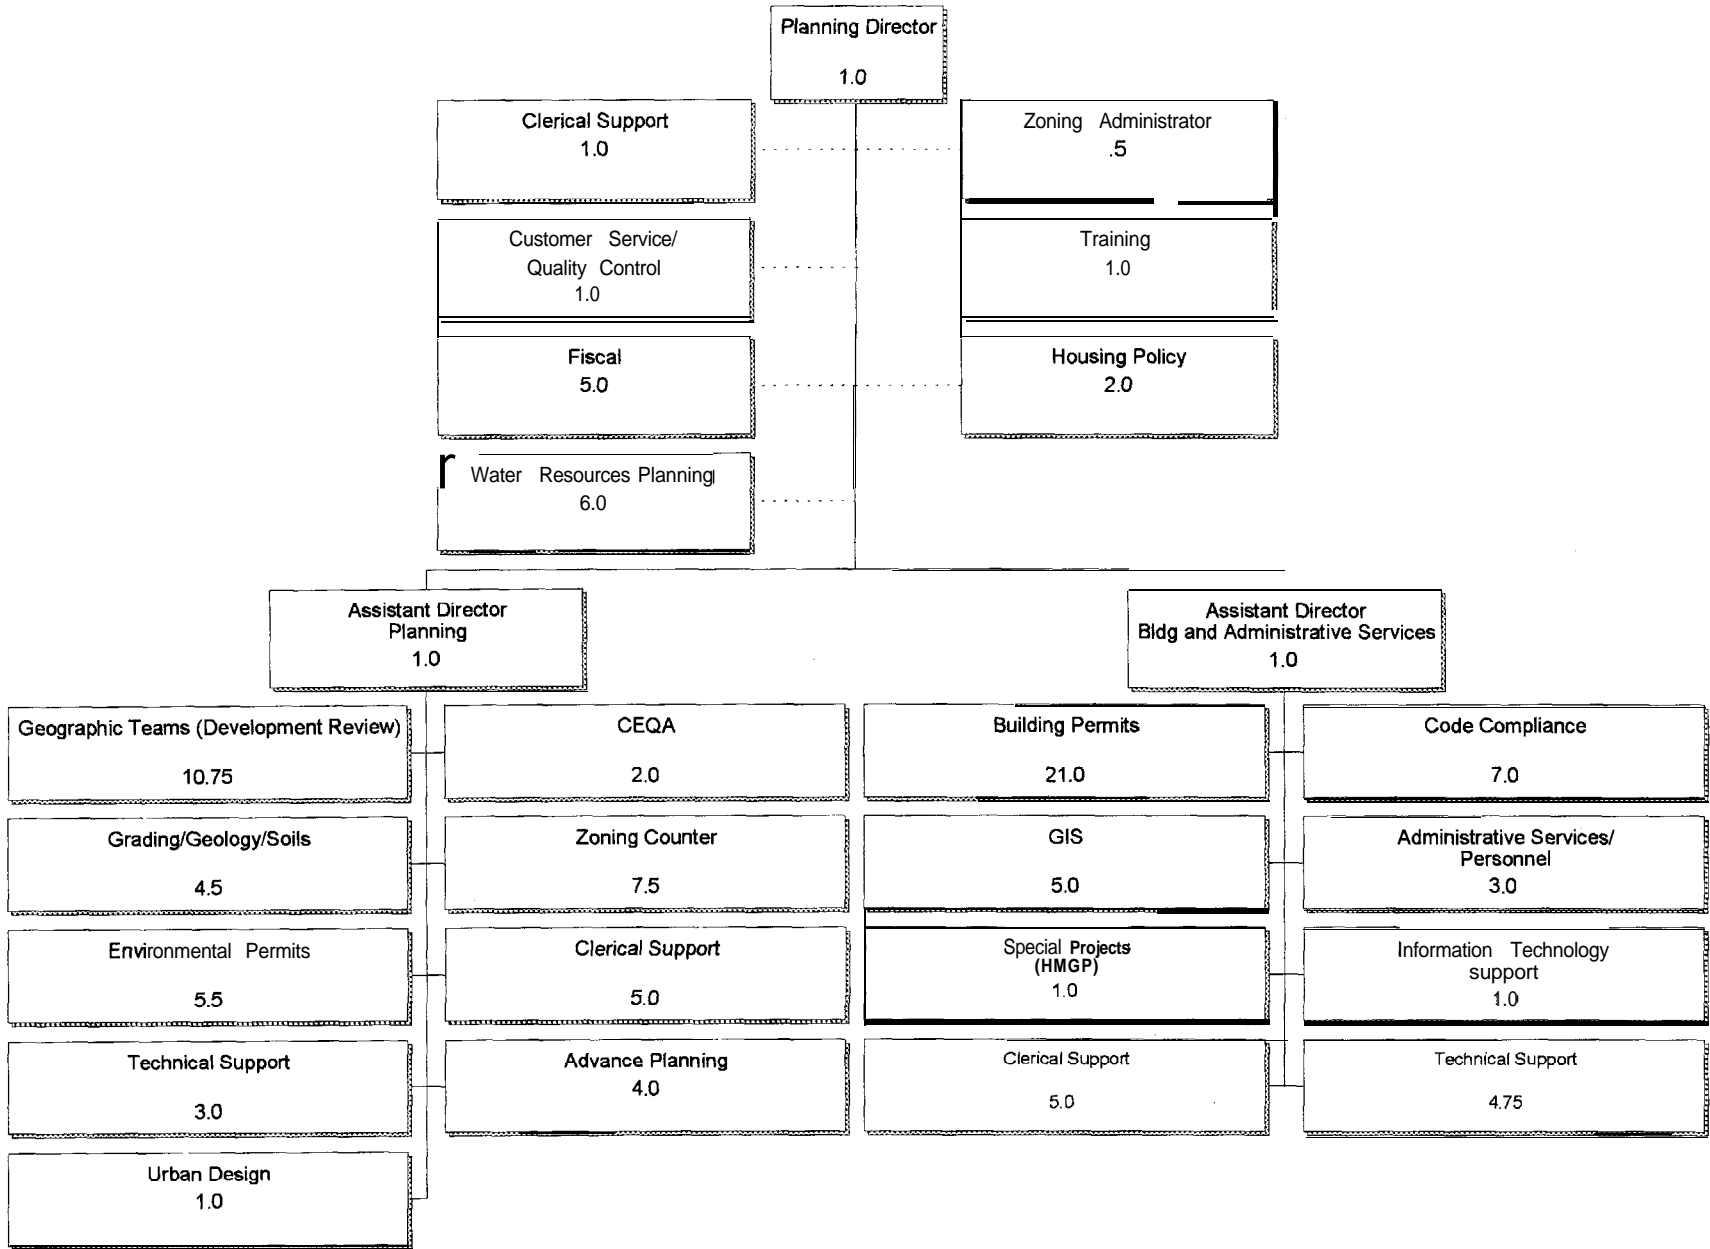 Planning Director
1.0
Clerical Support
1.0
Zoning Administrator
.5
Customer Service/
Quality Control
1.0
Training
1.0
Fiscal
5.0
Housing Policy
2.0
Water Resources Planning
6.0
Assistant Director
Planning
1.0
Assistant Director
Bldg and Administrative Services
1.0
Geographic Teams (Development Review)
10.75
CEQA
2.0
Building Permits
21.0
Code Compliance
7.0
Grading/Geology/Soils
4.5
Zoning Counter
7.5
GIS
5.0
Administrative Services/
Personnel
3.0
Environmental Permits
5.5
Clerical Support
5.0
Special Projects
(HMGP)
1.0
Information Technology
support
1.0
Technical Support
3.0
Advance Planning
4.0
Clerical Support
5.0
Technical Support
4.75
Urban Design
1.0